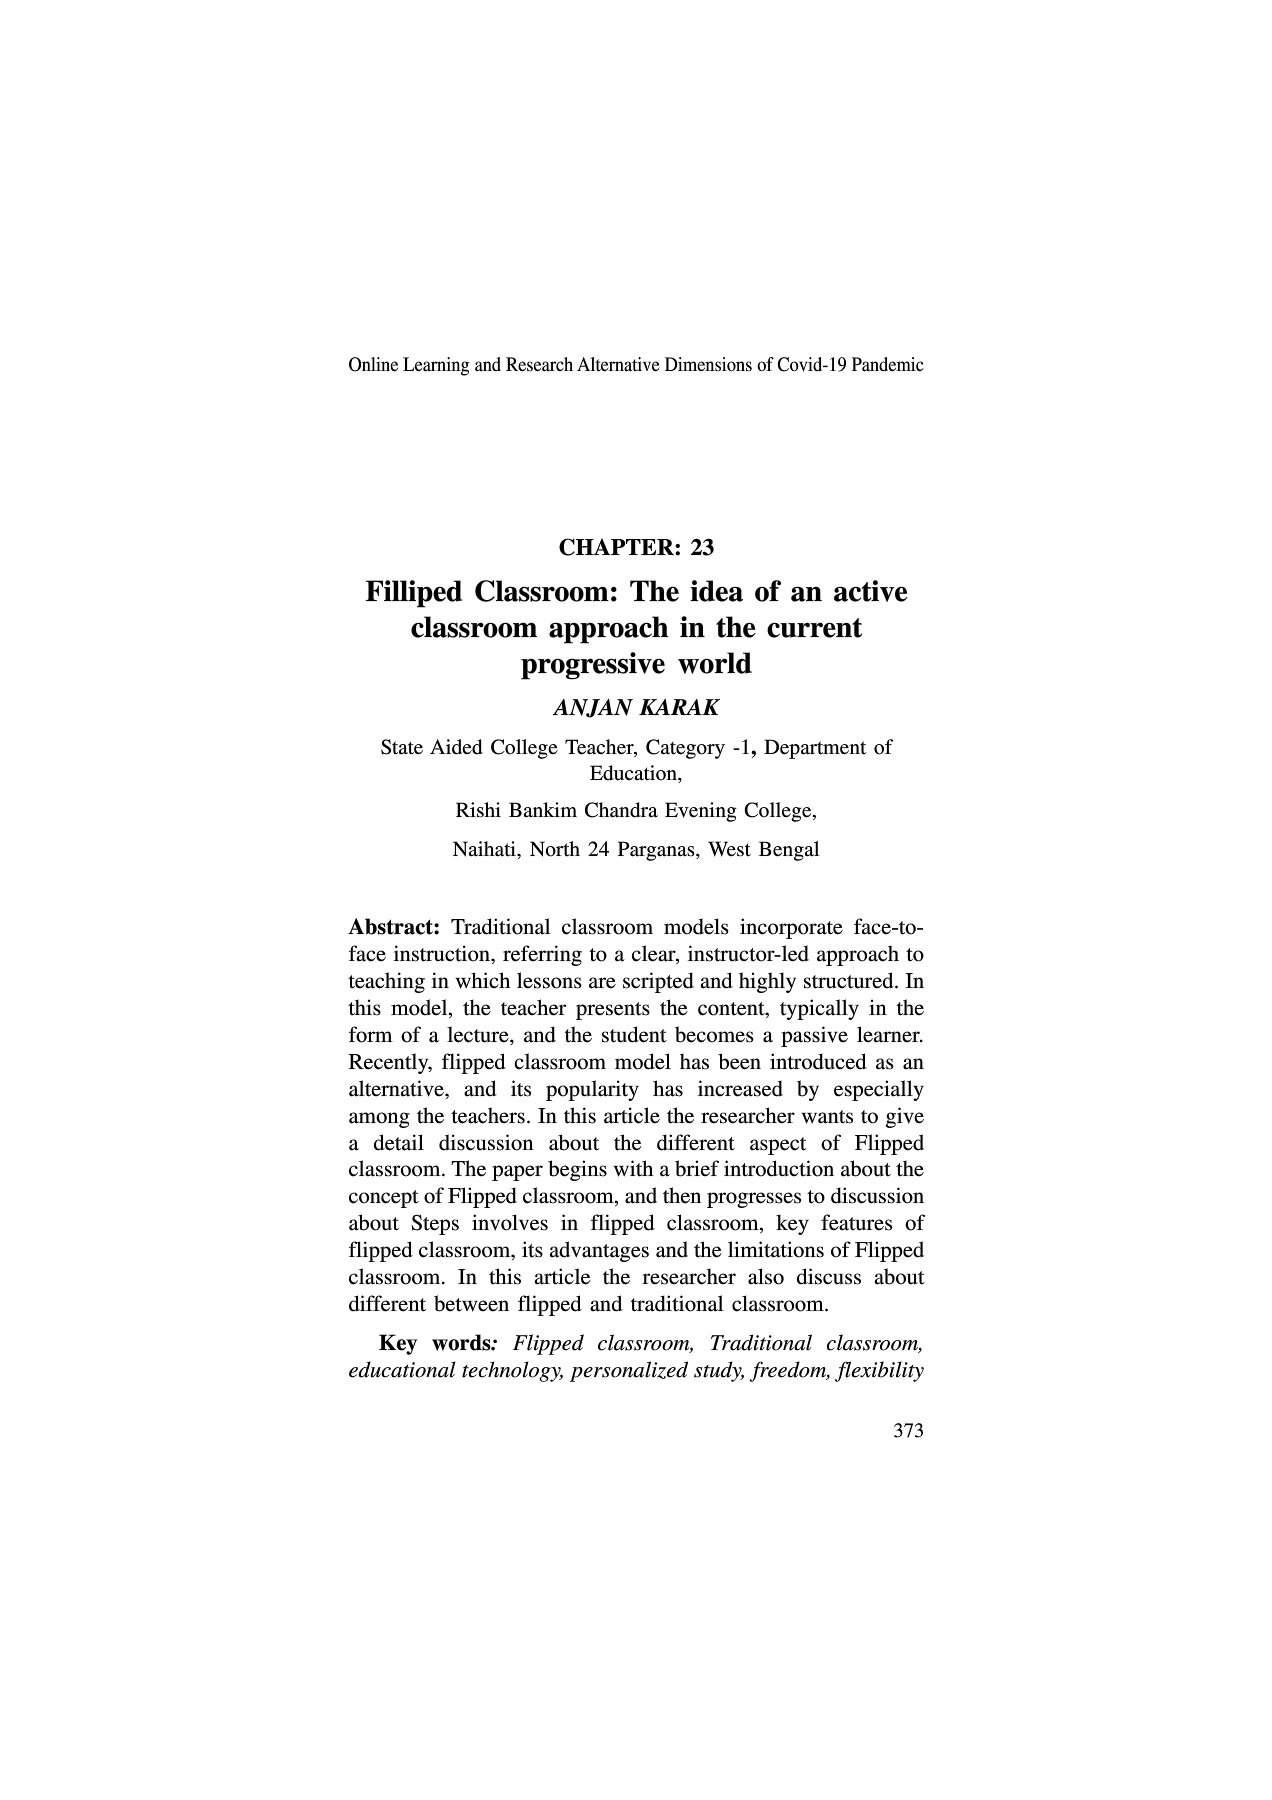 Online Learning and Research Alternative Dimensions of Covid-19 Pandemic
CHAPTER: 23
Filliped Classroom: The idea of an active
classroom approach in the current
progressive world
ANJAN KARAK
State Aided College Teacher, Category -1, Department of
Education,
Rishi Bankim Chandra Evening College,
Naihati, North 24 Parganas, West Bengal
Abstract: Traditional classroom models incorporate face-to-
face instruction, referring to a clear, instructor-led approach to
teaching in which lessons are scripted and highly structured. In
this model, the teacher presents the content, typically in the
form of a lecture, and the student becomes a passive learner.
Recently, flipped classroom model has been introduced as an
alternative, and its popularity has increased by especially
among the teachers. In this article the researcher wants to give
a detail discussion about the different aspect of Flipped
classroom. The paper begins with a brief introduction about the
concept of Flipped classroom, and then progresses to discussion
about Steps involves in flipped classroom, key features of
flipped classroom, its advantages and the limitations of Flipped
classroom. In this article the researcher also discuss about
different between flipped and traditional classroom.
Key words: Flipped classroom, Traditional classroom,
educational technology, personalized study, freedom, flexibility
373